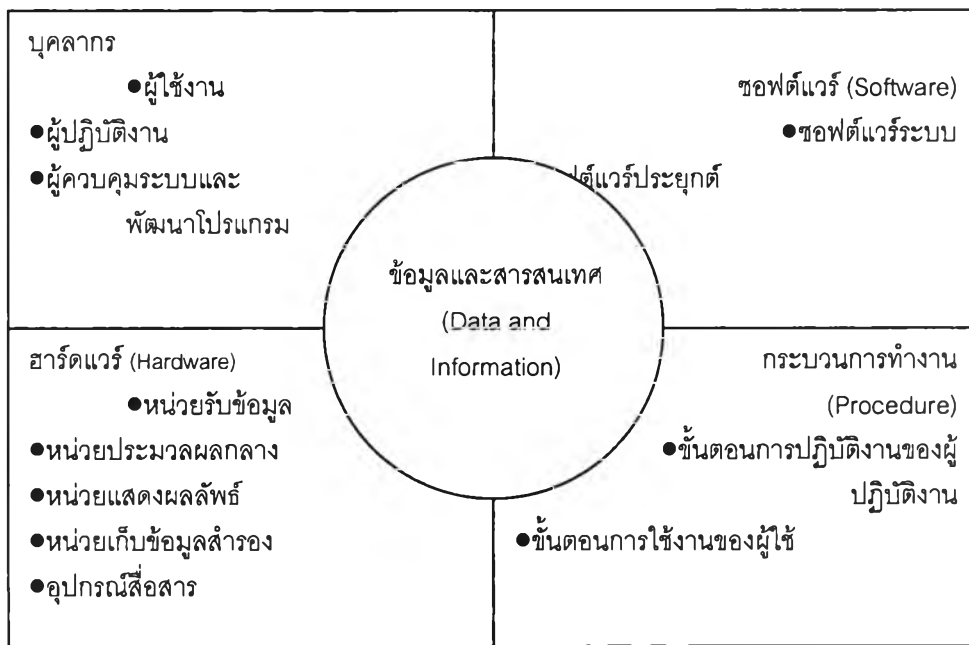 บุคลากร
●ผู้ใช้งาน
●ผู้ปฏิบัติงาน
●ผู้ควบคุมระบบและ
พัฒนาโปรแกรม
ซอฟต์แวร์ (Software)
●ซอฟต์แวร์ระบบ
ฟต์แวร์ประยุกต์
ข้อมูลและสารสนเทศ
(Data and
Information)
ฮาร์ดแวร์ (Hardware)
●หน่วยรับข้อมูล
●หน่วยประมวลผลกลาง
●หน่วยแสดงผลลัพธ์
●หน่วยเก็บข้อมูลสำรอง
●อุปกรณ์สื่อสาร
กระบวนการทำงาน
(Procedure)
●ขั้นตอนการปฏิบัติงานของผู้
ปฏิบัติงาน
●ขั้นตอนการใช้งานของผู้ใช้